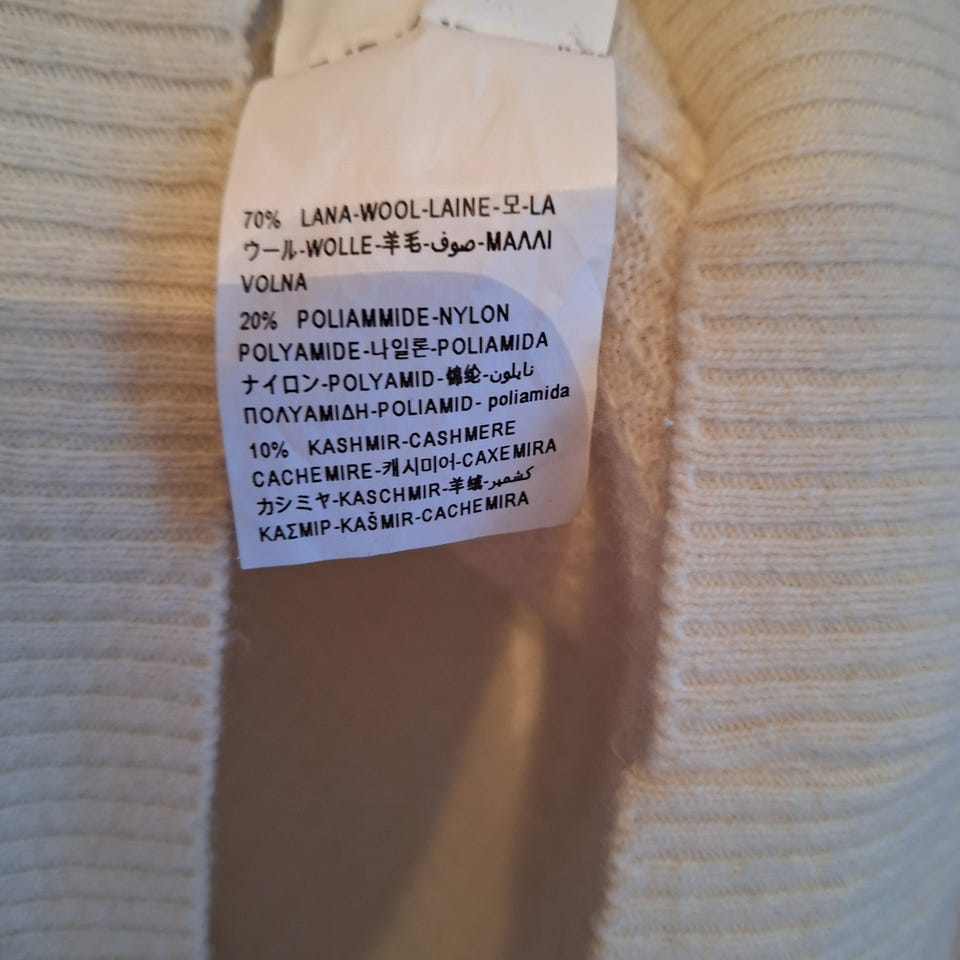 70% LANA-WOOL-LAINE-모-LA
ウール-WOLLE-羊毛-صوف-ΜΑΛΛΙ
VOLNA
20% POLIAMMIDE-NYLON
POLYAMIDE-나일론-POLIAMIDA
ナイロン-POLYAMID-锦纶-نايلون
ΠΟΛΥΑΜΙΔΗ-POLIAMID- poliamida
10% KASHMIR-CASHMERE
CACHEMIRE-캐시미어-CAXEMIRA
カシミヤ-KASCHMIR-羊绒-كشمير
ΚΑΣΜΙΡ-KAŠMIR-CACHEMIRA